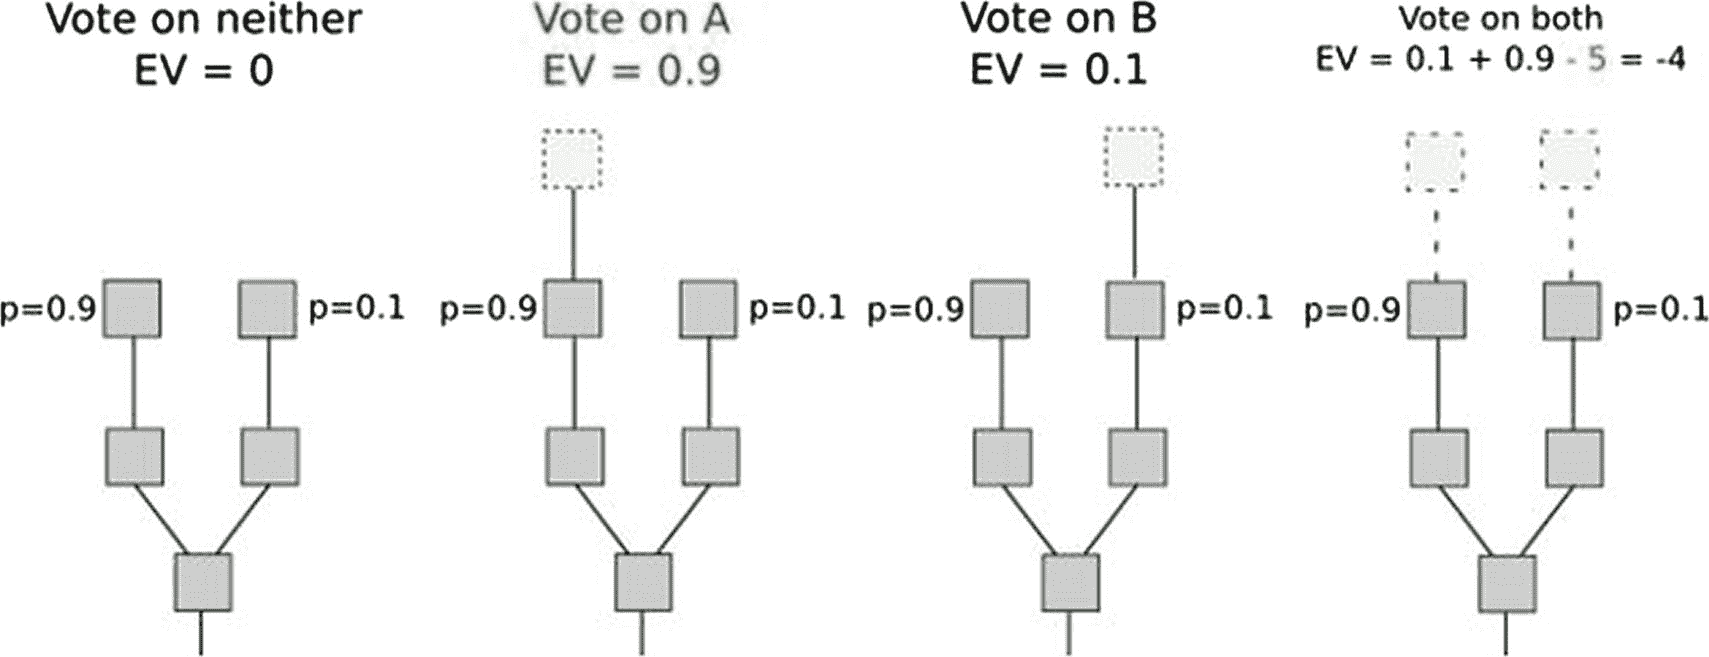 Vote on neither
EV = 0
Vote on A
EV = 0.9
Vote on B
EV = 0.1
Vote on both
EV = 0.1 + 0.9 - 5 = -4
p=0.9
p=0.1
p=0.9
p=0.1
p=0.9
p=0.1
p=0.9
p=0.1